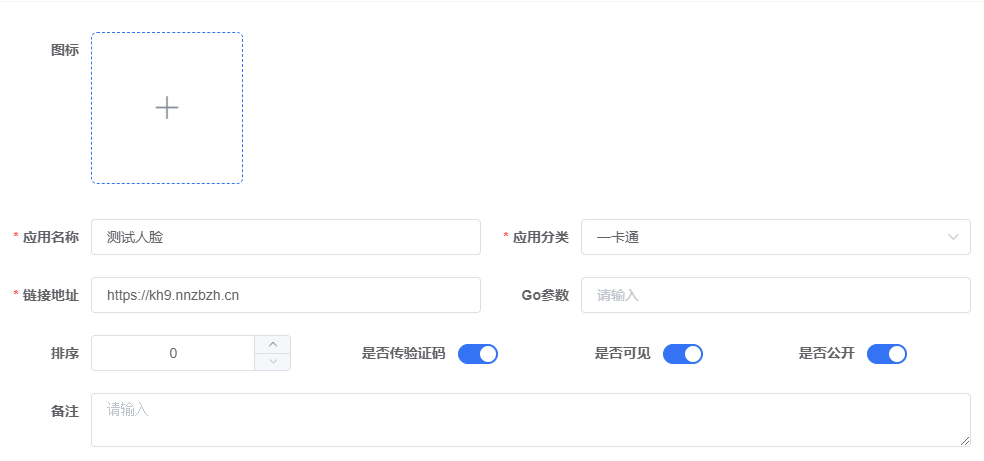 图标
* 应用名称 测试人脸 * 应用分类 一卡通
* 链接地址 https://kh9.nnzbzh.cn Go参数 请输入
排序 0 是否传验证码 是否可见 是否公开
备注 请输入